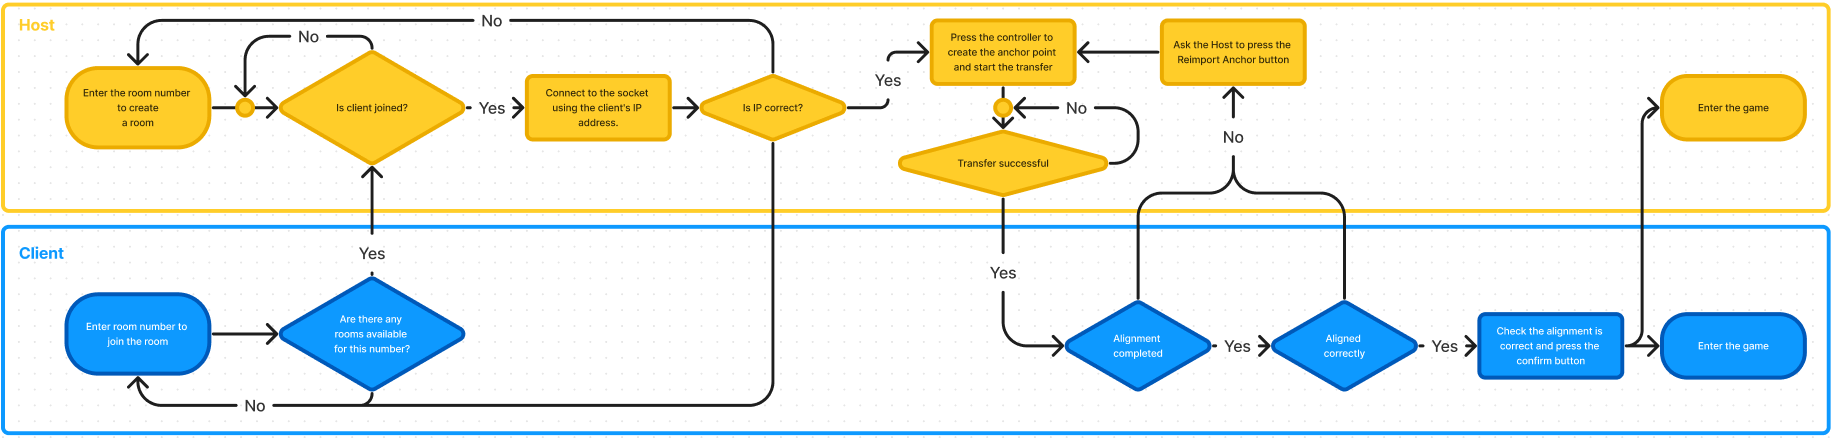 Host
No
No
Enter the room number
to create
a room
Is client joined?
Yes
Connect to the socket
using the client's IP
address.
Is IP correct?
Yes
Press the controller to
create the anchor point
and start the transfer
Ask the Host to press the
Reimport Anchor button
No
Transfer successful
No
Enter the game
Client
Yes
Enter room number to
join the room
Are there any
rooms available
for this number?
No
Yes
Alignment
completed
Yes
Aligned
correctly
Yes
Check the alignment is
correct and press the
confirm button
Enter the game